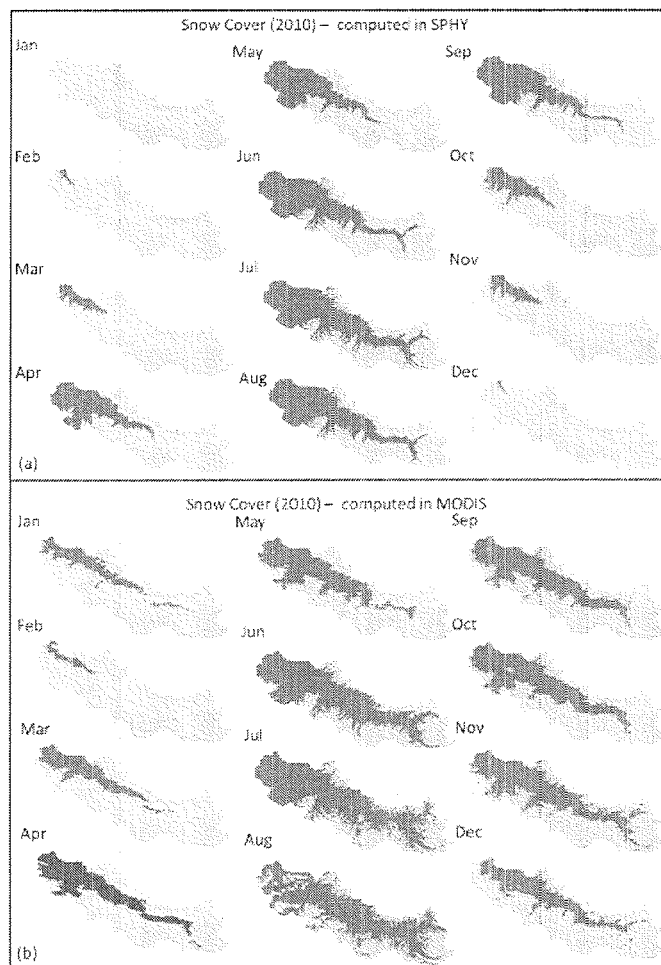 Snow Cover (2010) – computed in SPHY
Jan
May
Sep
Feb
Jun
Oct
Mar
Jul
Nov
Apr
Aug
Dec
(a)
Snow Cover (2010) – computed in MODIS
Jan
May
Sep
Feb
Jun
Oct
Mar
Jul
Nov
Apr
Aug
Dec
(b)